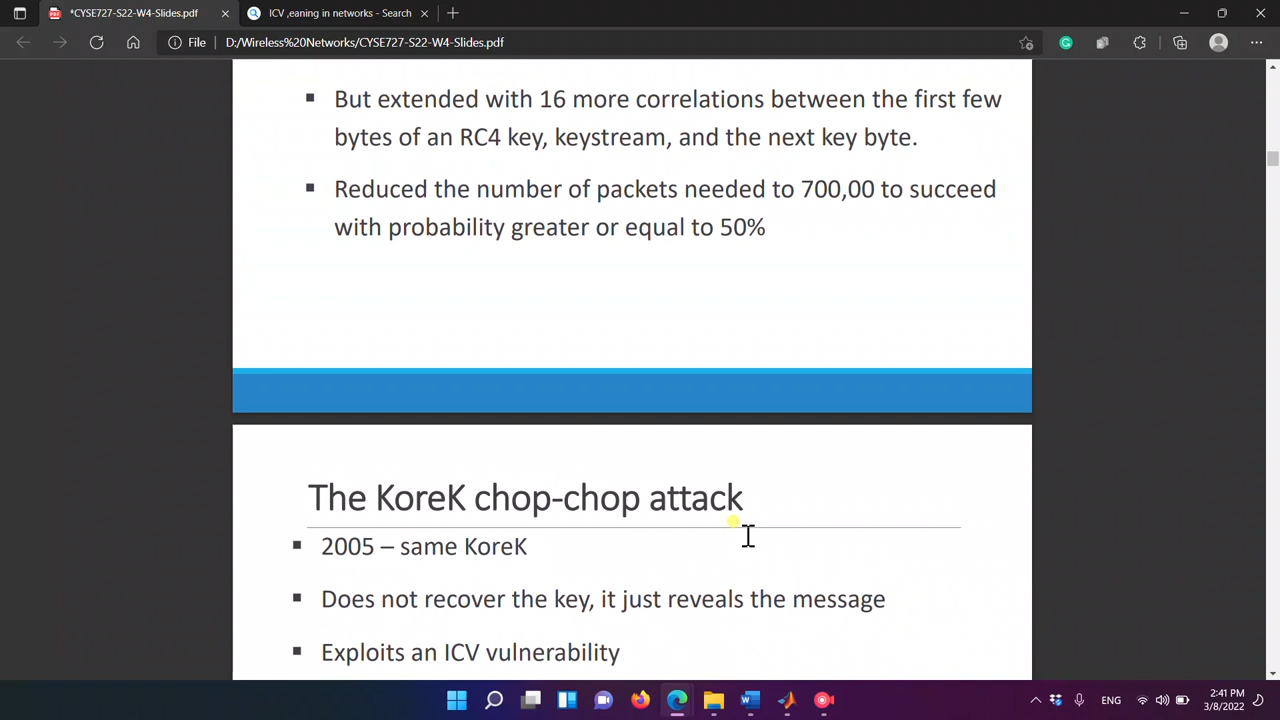 *CYSE727-S22-W4-Slides.pdf
ICV ,eaning in networks - Search
File
D:/Wireless%20Networks/CYSE727-S22-W4-Slides.pdf
▪ But extended with 16 more correlations between the first few
bytes of an RC4 key, keystream, and the next key byte.
▪ Reduced the number of packets needed to 700,00 to succeed
with probability greater or equal to 50%
The KoreK chop-chop attack
▪ 2005 – same KoreK
▪ Does not recover the key, it just reveals the message
▪ Exploits an ICV vulnerability
ENG
2:41 PM
3/8/2022